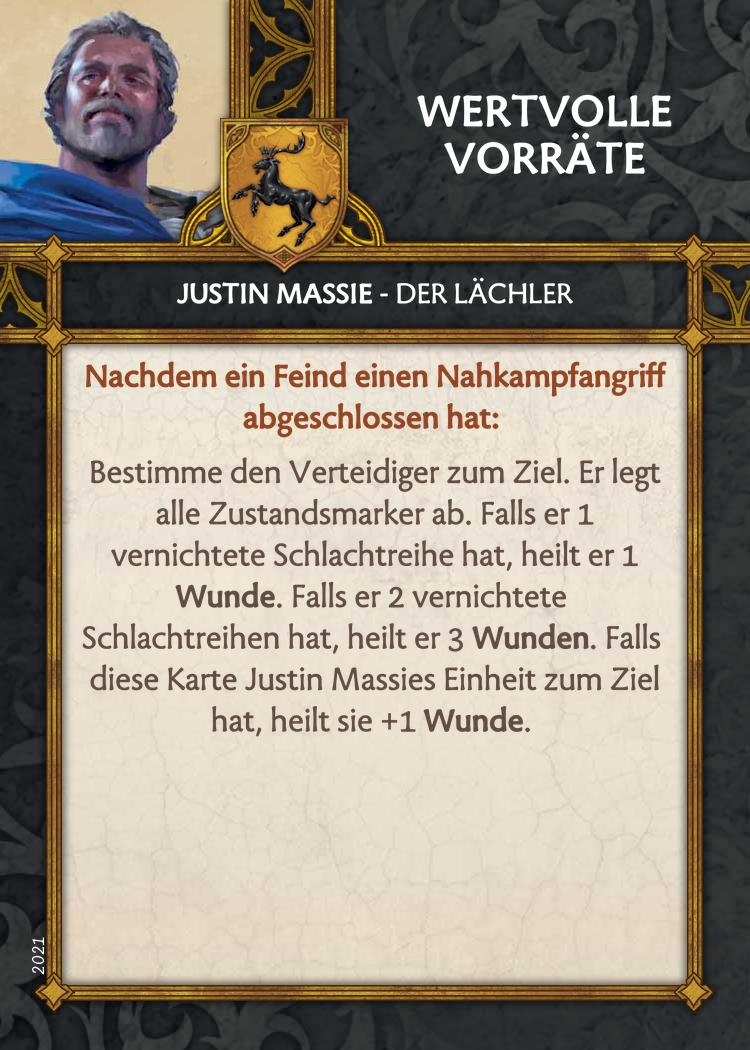 WERTVOLLE
VORRÄTE
JUSTIN MASSIE - DER LÄCHLER
Nachdem ein Feind einen Nahkampfangriff
abgeschlossen hat:
Bestimme den Verteidiger zum Ziel. Er legt
alle Zustandsmarker ab. Falls er 1
vernichtete Schlachtreihe hat, heilt er 1
Wunde. Falls er 2 vernichtete
Schlachtreihen hat, heilt er 3 Wunden. Falls
diese Karte Justin Massies Einheit zum Ziel
hat, heilt sie +1 Wunde.
2021